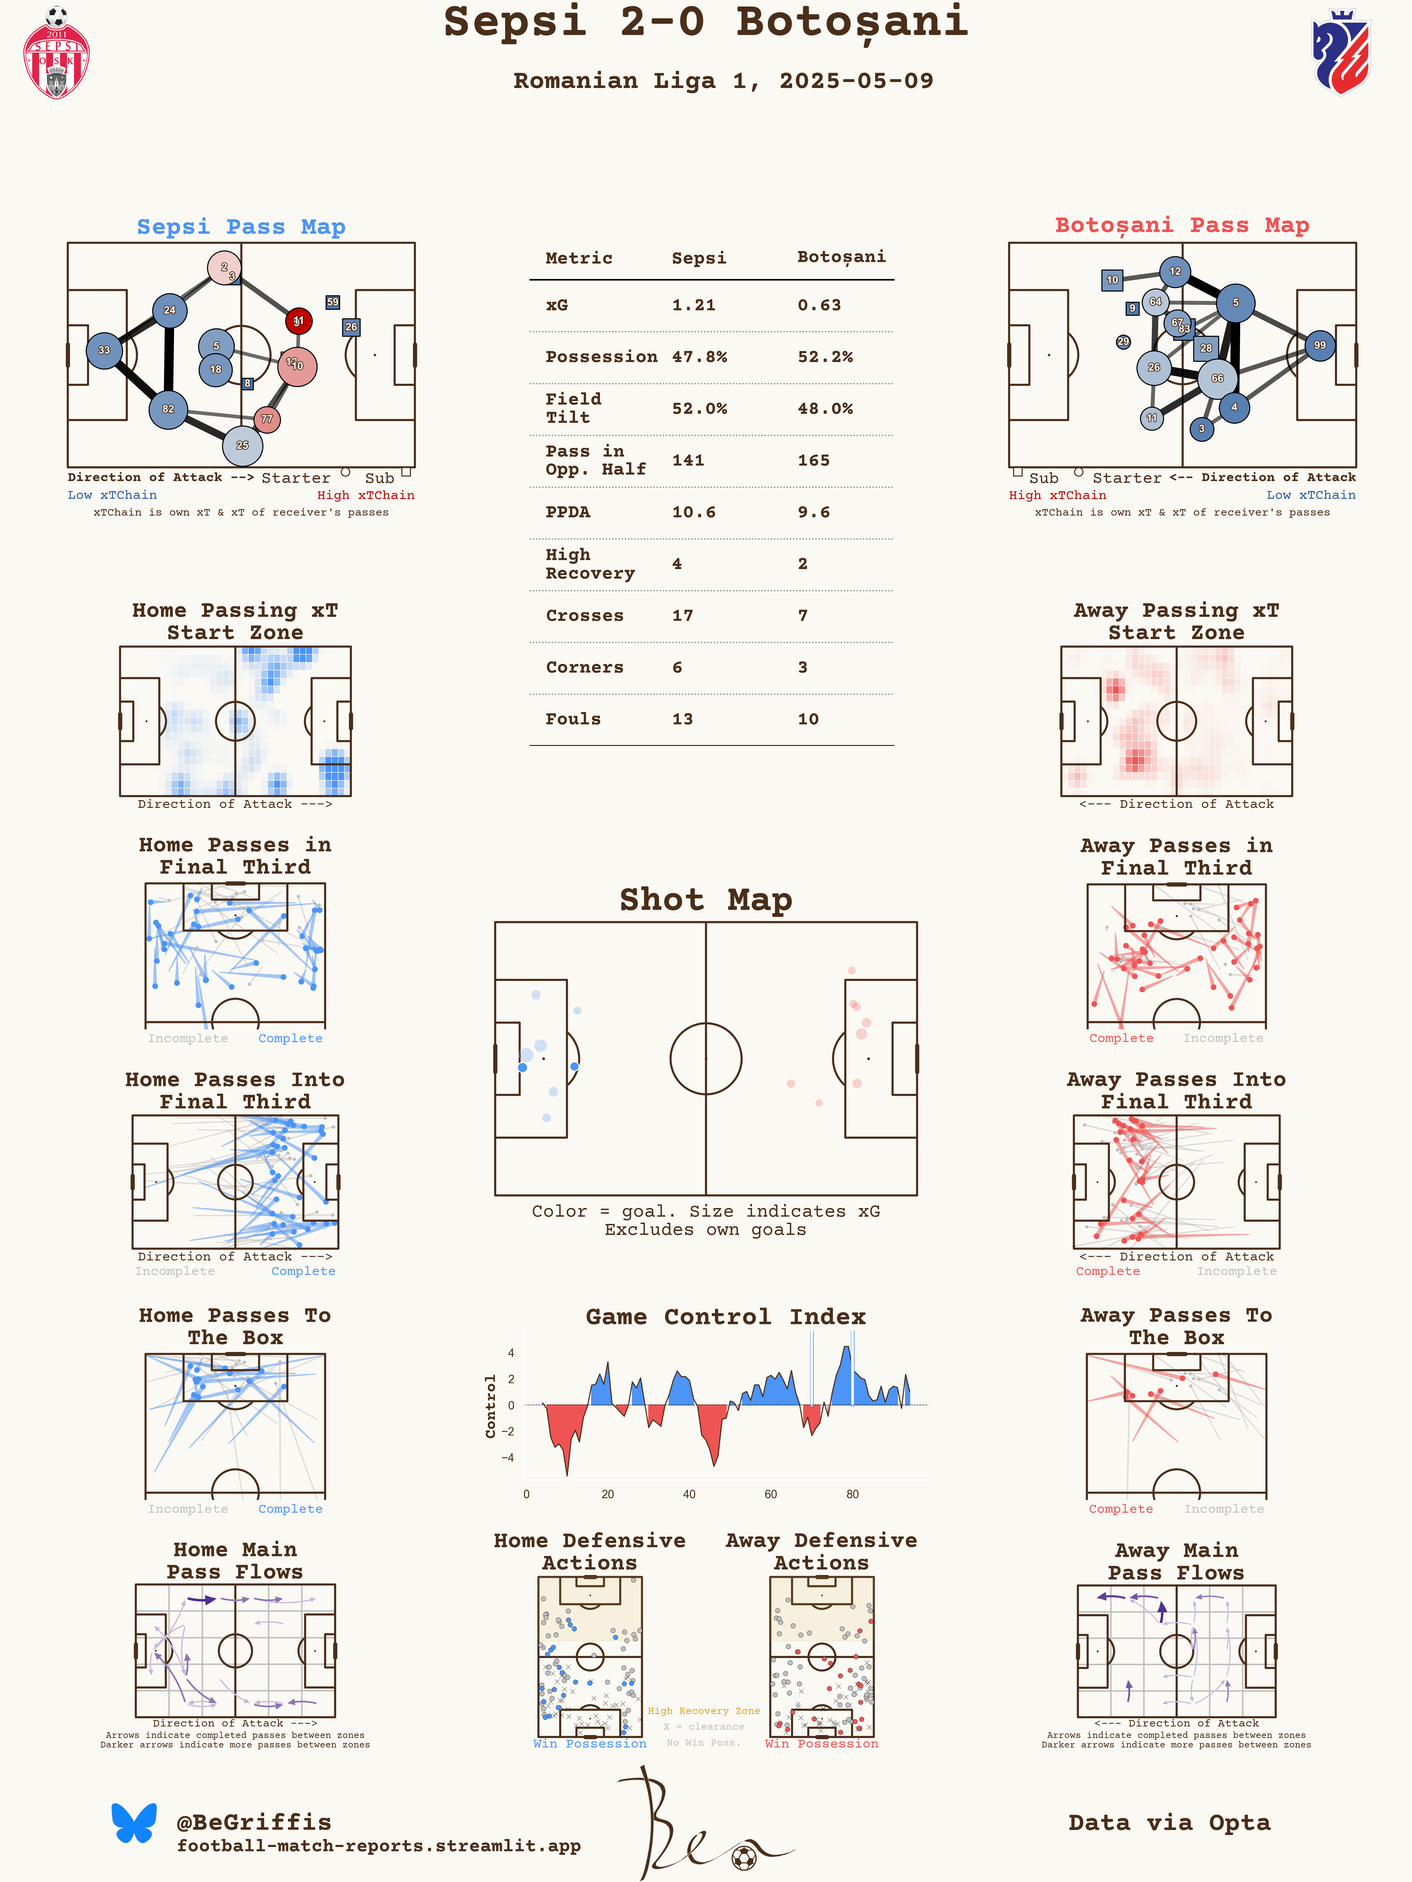 Sepsi 2-0 Botoșani
Romanian Liga 1, 2025-05-09
2011
SEPSI
OSK
Sepsi Pass Map
2
3
24
11
59
26
33
5
18
12
10
8
82
77
25
Direction of Attack --> Starter Sub
Low xTChain High xTChain
xTChain is own xT & xT of receiver's passes
Metric Sepsi Botoșani
xG 1.21 0.63
Possession 47.8% 52.2%
Field
Tilt 52.0% 48.0%
Pass in
Opp. Half 141 165
PPDA 10.6 9.6
High
Recovery 4 2
Crosses 17 7
Corners 6 3
Fouls 13 10
Botoșani Pass Map
10
12
9
64
5
67
83
29
28
99
26
66
11
4
3
Sub Starter <-- Direction of Attack
High xTChain Low xTChain
xTChain is own xT & xT of receiver's passes
Home Passing xT
Start Zone
Direction of Attack --->
Away Passing xT
Start Zone
<--- Direction of Attack
Home Passes in
Final Third
Incomplete Complete
Away Passes in
Final Third
Complete Incomplete
Shot Map
Color = goal. Size indicates xG
Excludes own goals
Home Passes Into
Final Third
Direction of Attack --->
Incomplete Complete
Away Passes Into
Final Third
<--- Direction of Attack
Complete Incomplete
Home Passes To
The Box
Incomplete Complete
Game Control Index
Control
4
2
0
−2
−4
0 20 40 60 80
Away Passes To
The Box
Complete Incomplete
Home Main
Pass Flows
Direction of Attack --->
Arrows indicate completed passes between zones
Darker arrows indicate more passes between zones
Home Defensive
Actions
Win Possession
Away Defensive
Actions
Win Possession
High Recovery Zone
X = clearance
No Win Poss.
Away Main
Pass Flows
<--- Direction of Attack
Arrows indicate completed passes between zones
Darker arrows indicate more passes between zones
@BeGriffis
football-match-reports.streamlit.app
Ben
Data via Opta